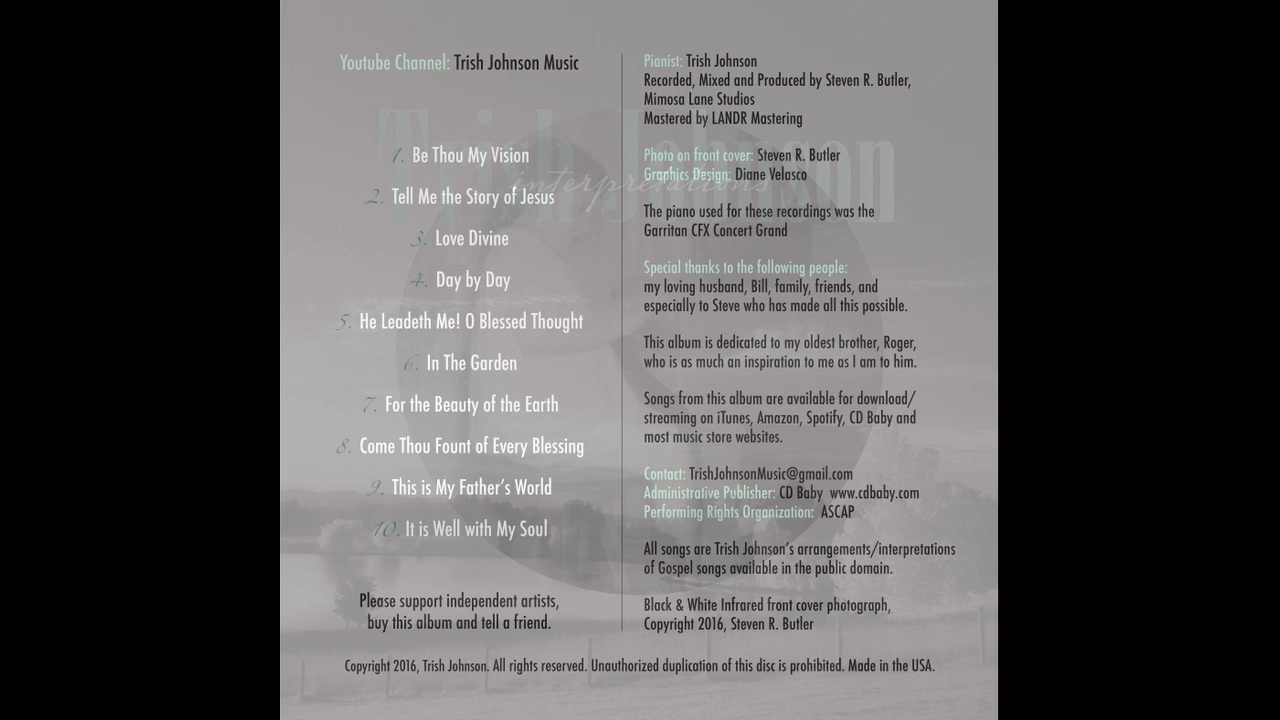 Youtube Channel: Trish Johnson Music
Trish Johnson
interpretations
1. Be Thou My Vision
2. Tell Me the Story of Jesus
3. Love Divine
4. Day by Day
5. He Leadeth Me! O Blessed Thought
6. In The Garden
7. For the Beauty of the Earth
8. Come Thou Fount of Every Blessing
9. This is My Father's World
10. It is Well with My Soul
Please support independent artists,
buy this album and tell a friend.
Pianist: Trish Johnson
Recorded, Mixed and Produced by Steven R. Butler,
Mimosa Lane Studios
Mastered by LANDR Mastering
Photo on front cover: Steven R. Butler
Graphics Design: Diane Velasco
The piano used for these recordings was the
Garritan CFX Concert Grand
Special thanks to the following people:
my loving husband, Bill, family, friends, and
especially to Steve who has made all this possible.
This album is dedicated to my oldest brother, Roger,
who is as much an inspiration to me as I am to him.
Songs from this album are available for download/
streaming on iTunes, Amazon, Spotify, CD Baby and
most music store websites.
Contact: TrishJohnsonMusic@gmail.com
Administrative Publisher: CD Baby www.cdbaby.com
Performing Rights Organization: ASCAP
All songs are Trish Johnson's arrangements/interpretations
of Gospel songs available in the public domain.
Black & White Infrared front cover photograph,
Copyright 2016, Steven R. Butler
Copyright 2016, Trish Johnson. All rights reserved. Unauthorized duplication of this disc is prohibited. Made in the USA.